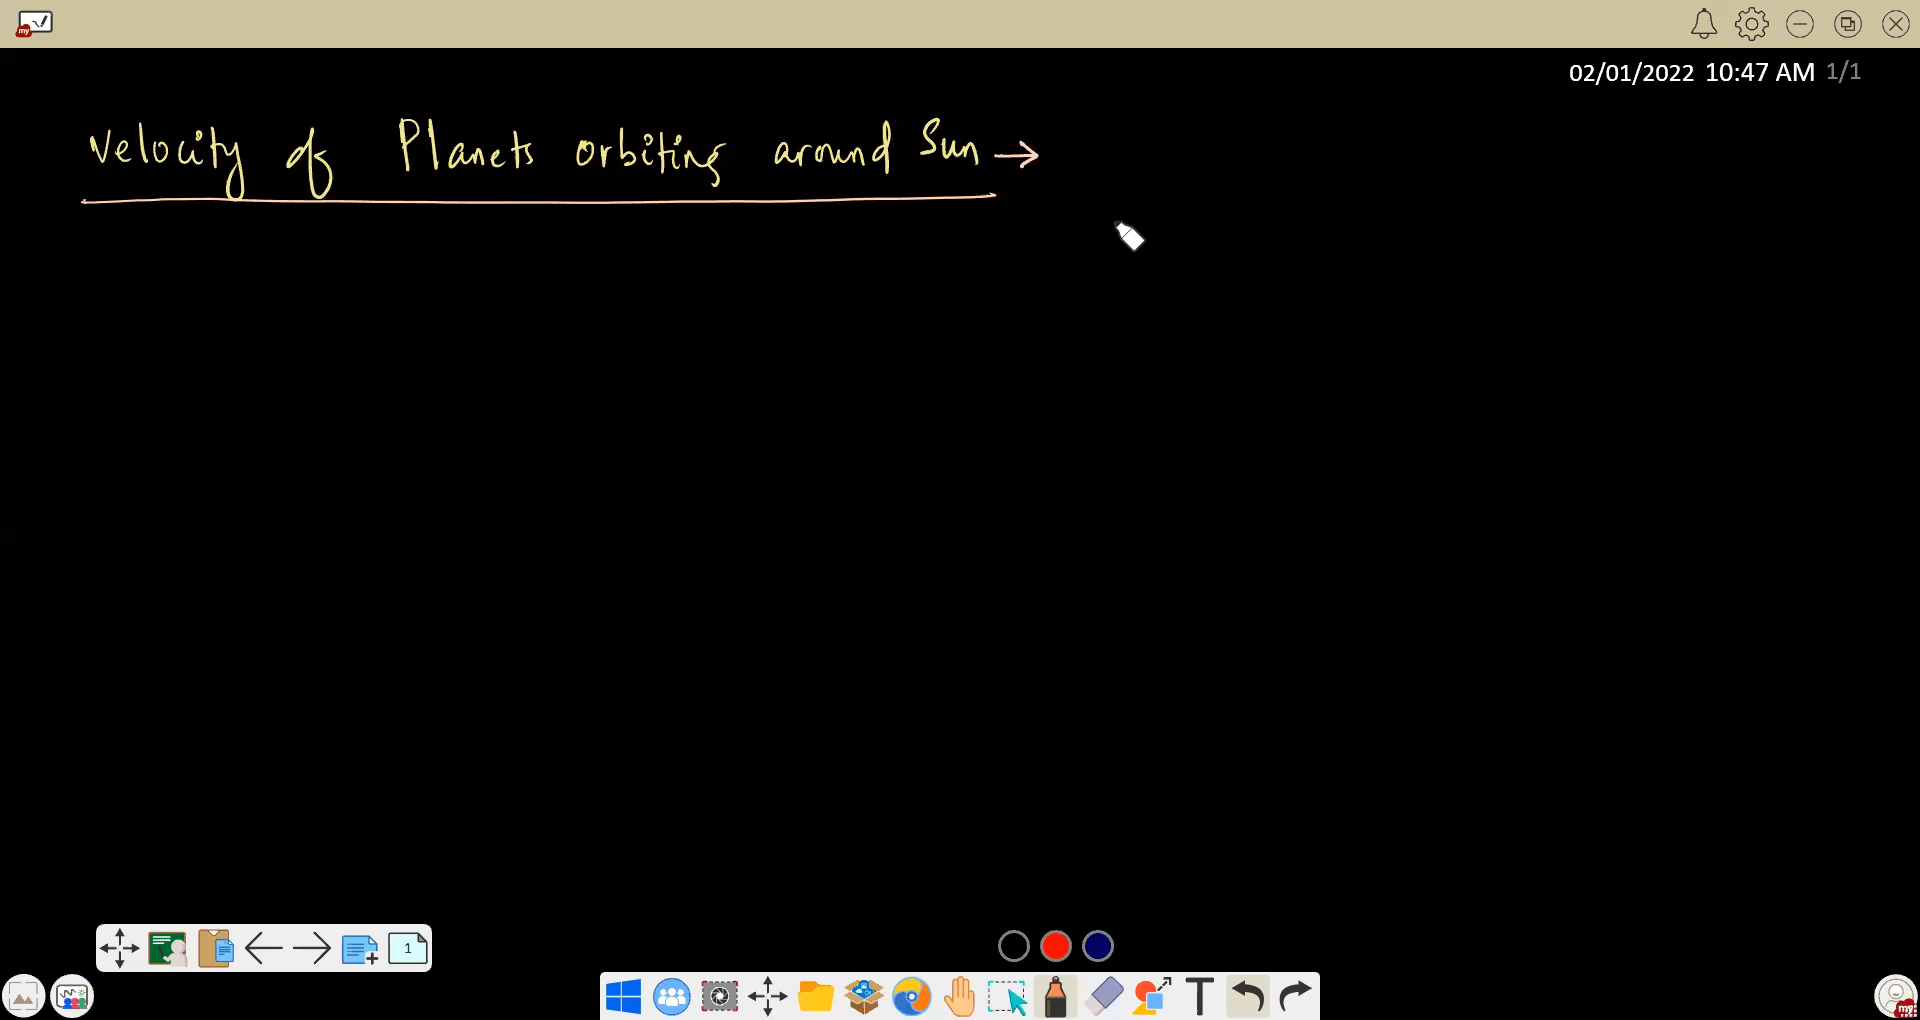 02/01/2022 10:47 AM 1/1
Velocity of Planets orbiting around Sun →
1